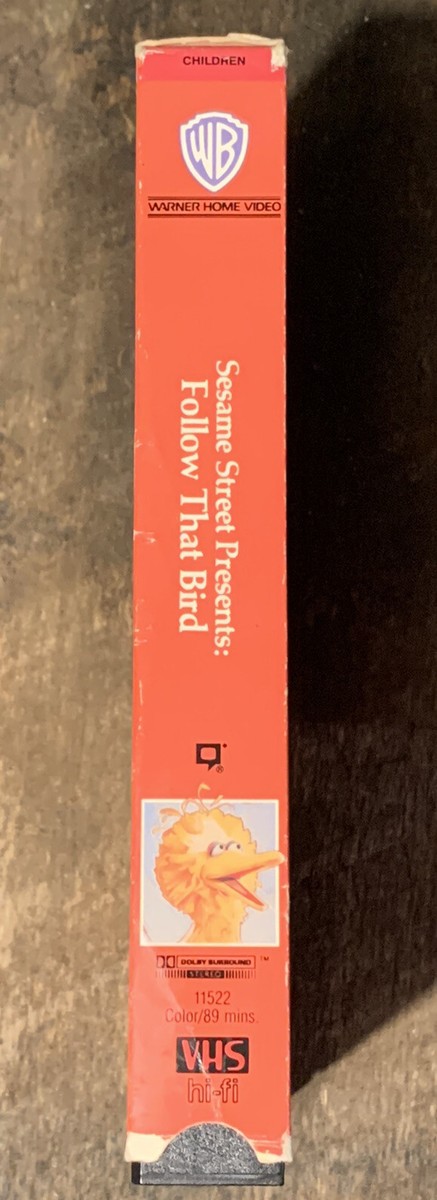 CHILDREN
WB
WARNER HOME VIDEO
Sesame Street Presents:
Follow That Bird
®
DOLBY SURROUND ™
STEREO
11522
Color/89 mins.
VHS
hi-fi